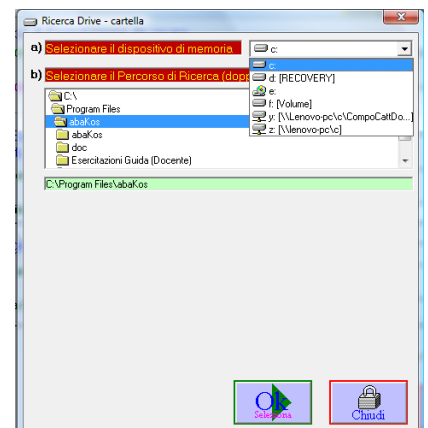 Ricerca Drive - cartella
a) Selezionare il dispositivo di memoria
c:
c:
d: [RECOVERY]
e:
f: [Volume]
y: [\\Lenovo-pc\c\CompoCattDo...]
z: [\\lenovo-pc\c]
b) Selezionare il Percorso di Ricerca (dopp
C:\
Program Files
abaKos
abaKos
doc
Esercitazioni Guida (Docente)
C:\Program Files\abaKos
Ok
Seleziona
Chiudi